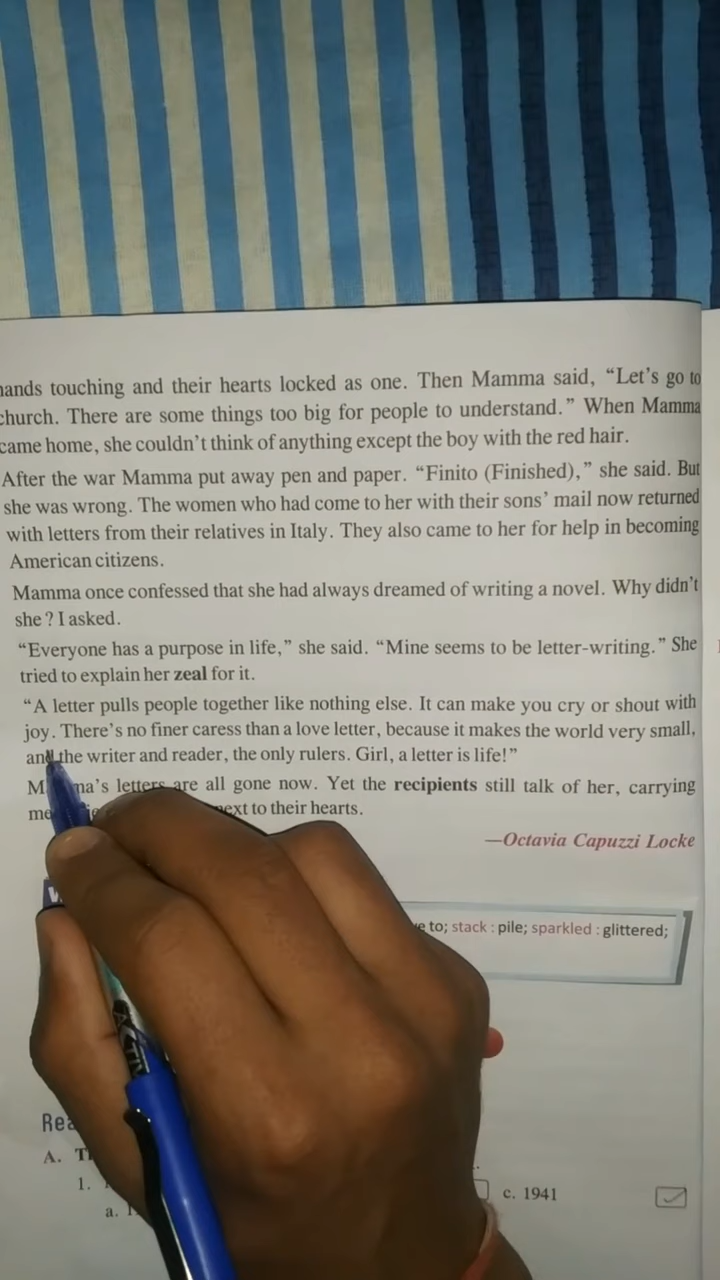 hands touching and their hearts locked as one. Then Mamma said, “Let’s go to
church. There are some things too big for people to understand.” When Mamma
came home, she couldn’t think of anything except the boy with the red hair.
After the war Mamma put away pen and paper. “Finito (Finished),” she said. But
she was wrong. The women who had come to her with their sons’ mail now returned
with letters from their relatives in Italy. They also came to her for help in becoming
American citizens.
Mamma once confessed that she had always dreamed of writing a novel. Why didn’t
she? I asked.
“Everyone has a purpose in life,” she said. “Mine seems to be letter-writing.” She
tried to explain her zeal for it.
“A letter pulls people together like nothing else. It can make you cry or shout with
joy. There’s no finer caress than a love letter, because it makes the world very small,
and the writer and reader, the only rulers. Girl, a letter is life!”
letters are all gone now. Yet the recipients still talk of her, carrying
next to their hearts.
—Octavia Capuzzi Locke
to; stack : pile; sparkled : glittered;
A.
1.
a.
c. 1941